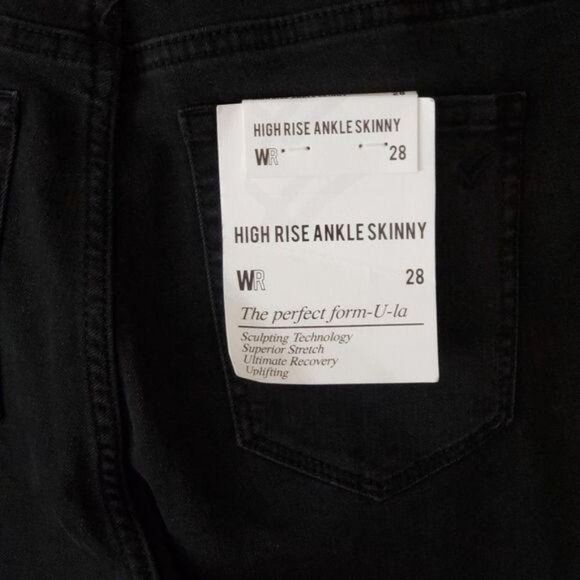 28
HIGH RISE ANKLE SKINNY
WR 28
HIGH RISE ANKLE SKINNY
WR 28
The perfect form-U-la
Sculpting Technology
Superior Stretch
Ultimate Recovery
Uplifting